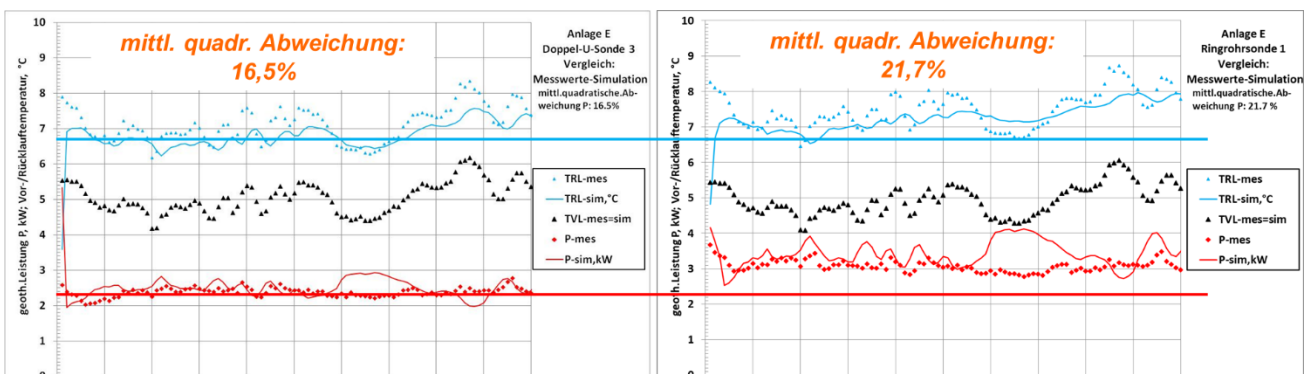 mittl. quadr. Abweichung:
16,5%
Anlage E
Doppel-U-Sonde 3
Vergleich:
Messwerte-Simulation
mittl.quadratische.Ab-
weichung P: 16.5%
geoth.Leistung P, kW; Vor-/Rücklauftemperatur, °C
10
9
8
7
6
5
4
3
2
1
0
TRL-mes
TRL-sim,°C
TVL-mes=sim
P-mes
P-sim,kW
mittl. quadr. Abweichung:
21,7%
Anlage E
Ringrohrsonde 1
Vergleich:
Messwerte-Simulation
mittl.quadratische.Ab-
weichung P: 21.7 %
geoth.Leistung P, kW; Vor-/Rücklauftemperatur, °C
10
9
8
7
6
5
4
3
2
1
0
TRL-mes
TRL-sim,°C
TVL-mes=sim
P-mes
P-sim,kW